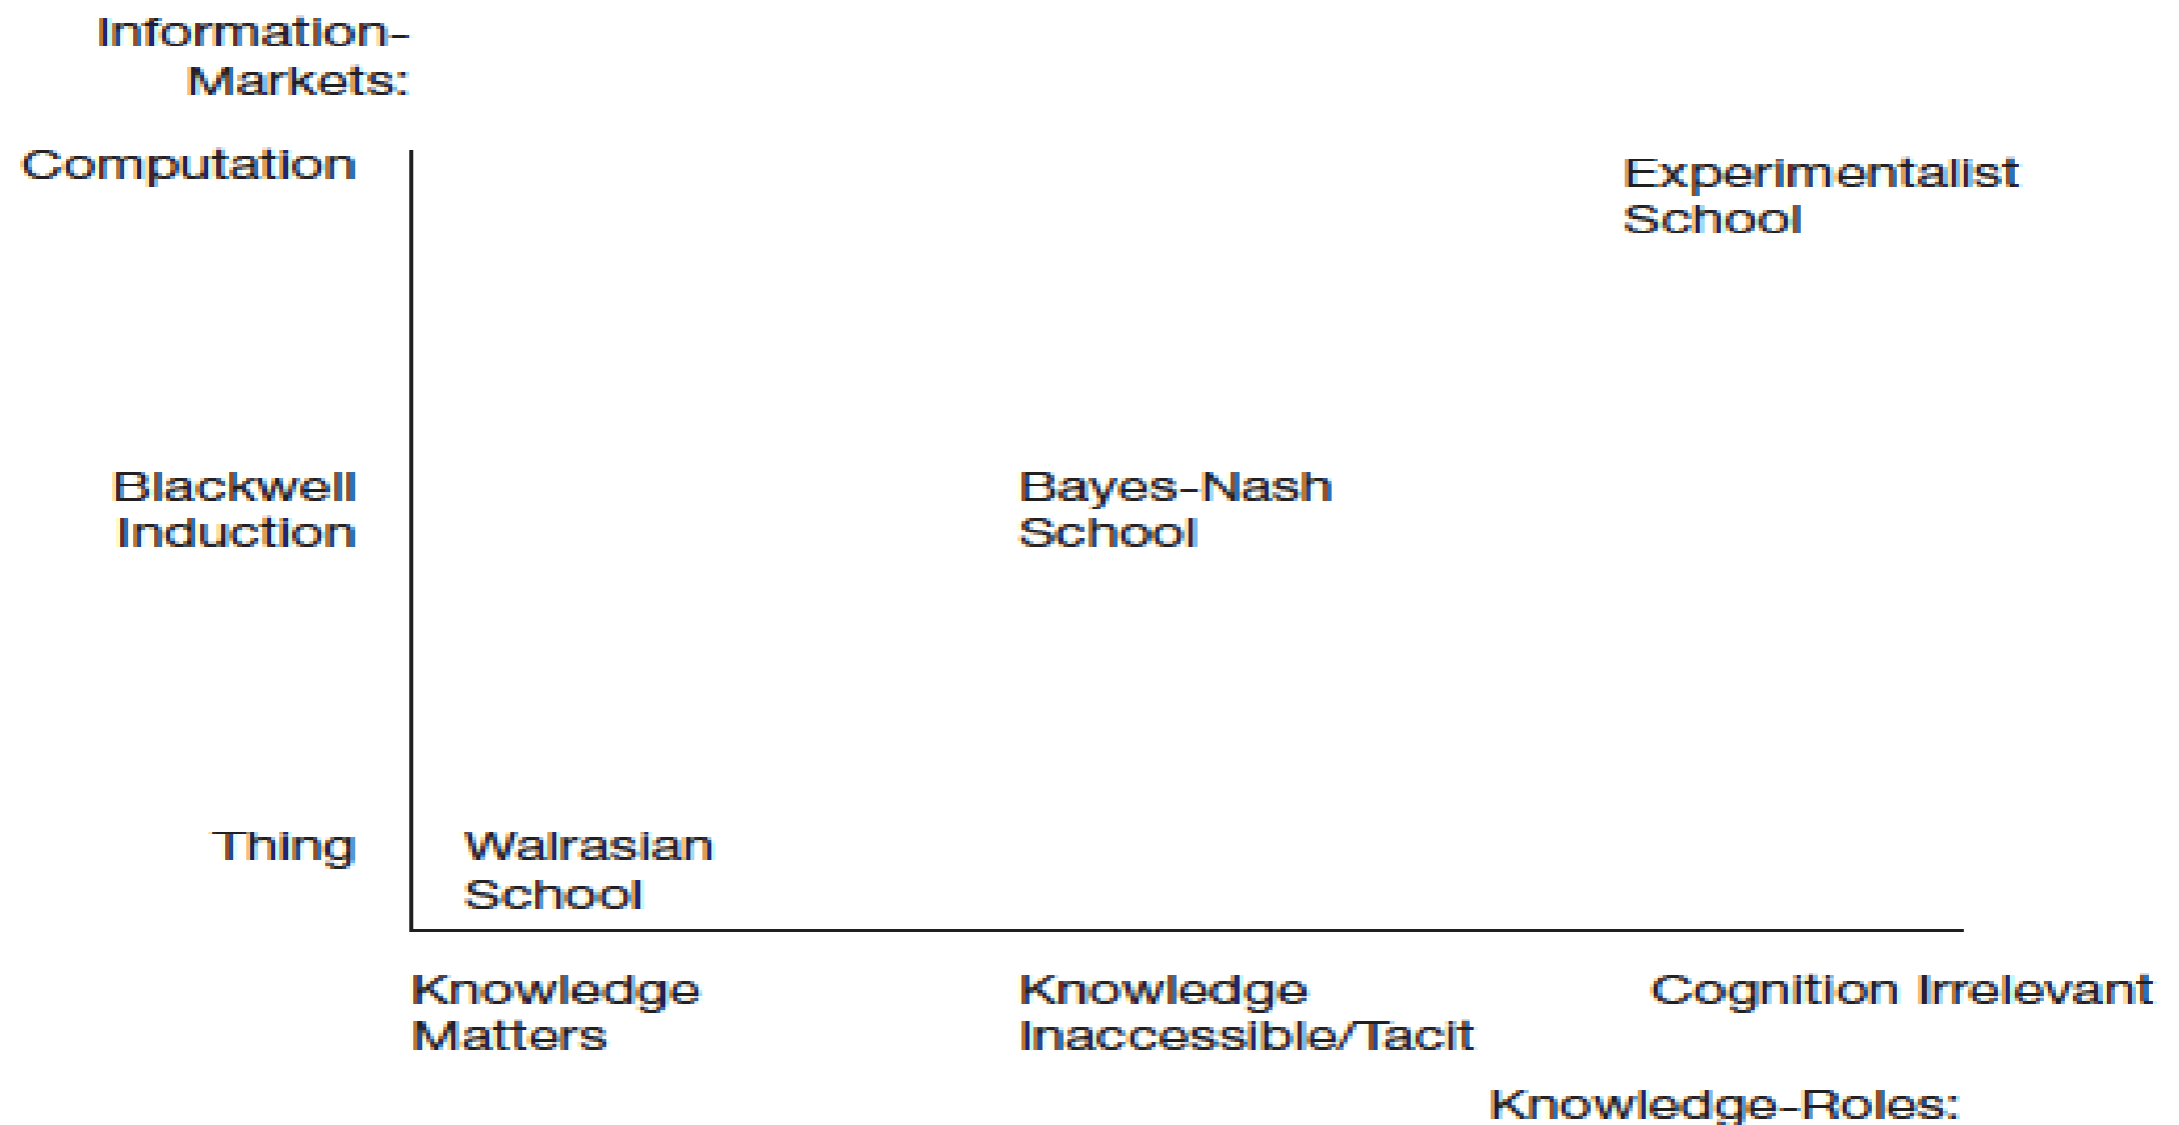 Information-
Markets:
Computation
Experimentalist
School
Blackwell
Induction
Bayes-Nash
School
Thing
Walrasian
School
Knowledge
Matters
Knowledge
Inaccessible/Tacit
Cognition Irrelevant
Knowledge-Roles: